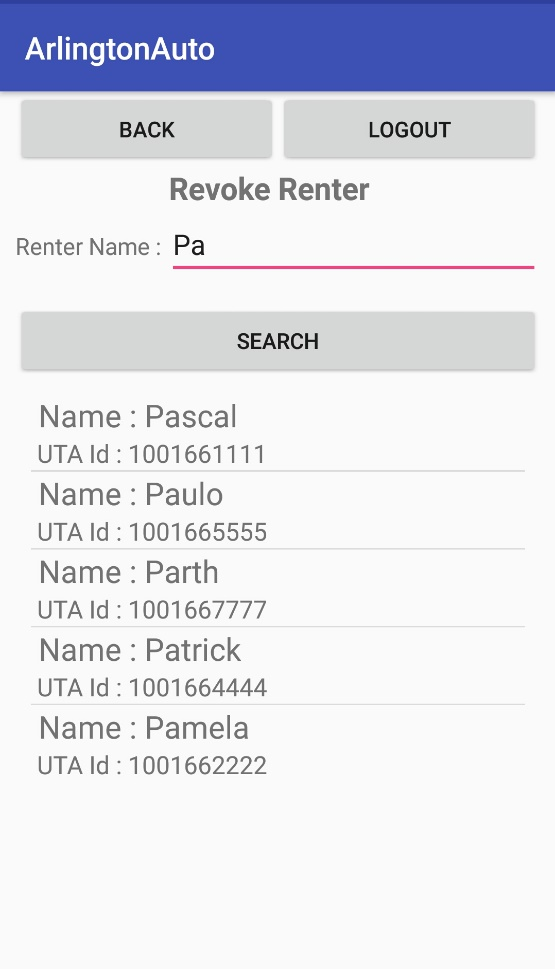 ArlingtonAuto
BACK LOGOUT
Revoke Renter
Renter Name : Pa
SEARCH
Name : Pascal
UTA Id : 1001661111
Name : Paulo
UTA Id : 1001665555
Name : Parth
UTA Id : 1001667777
Name : Patrick
UTA Id : 1001664444
Name : Pamela
UTA Id : 1001662222